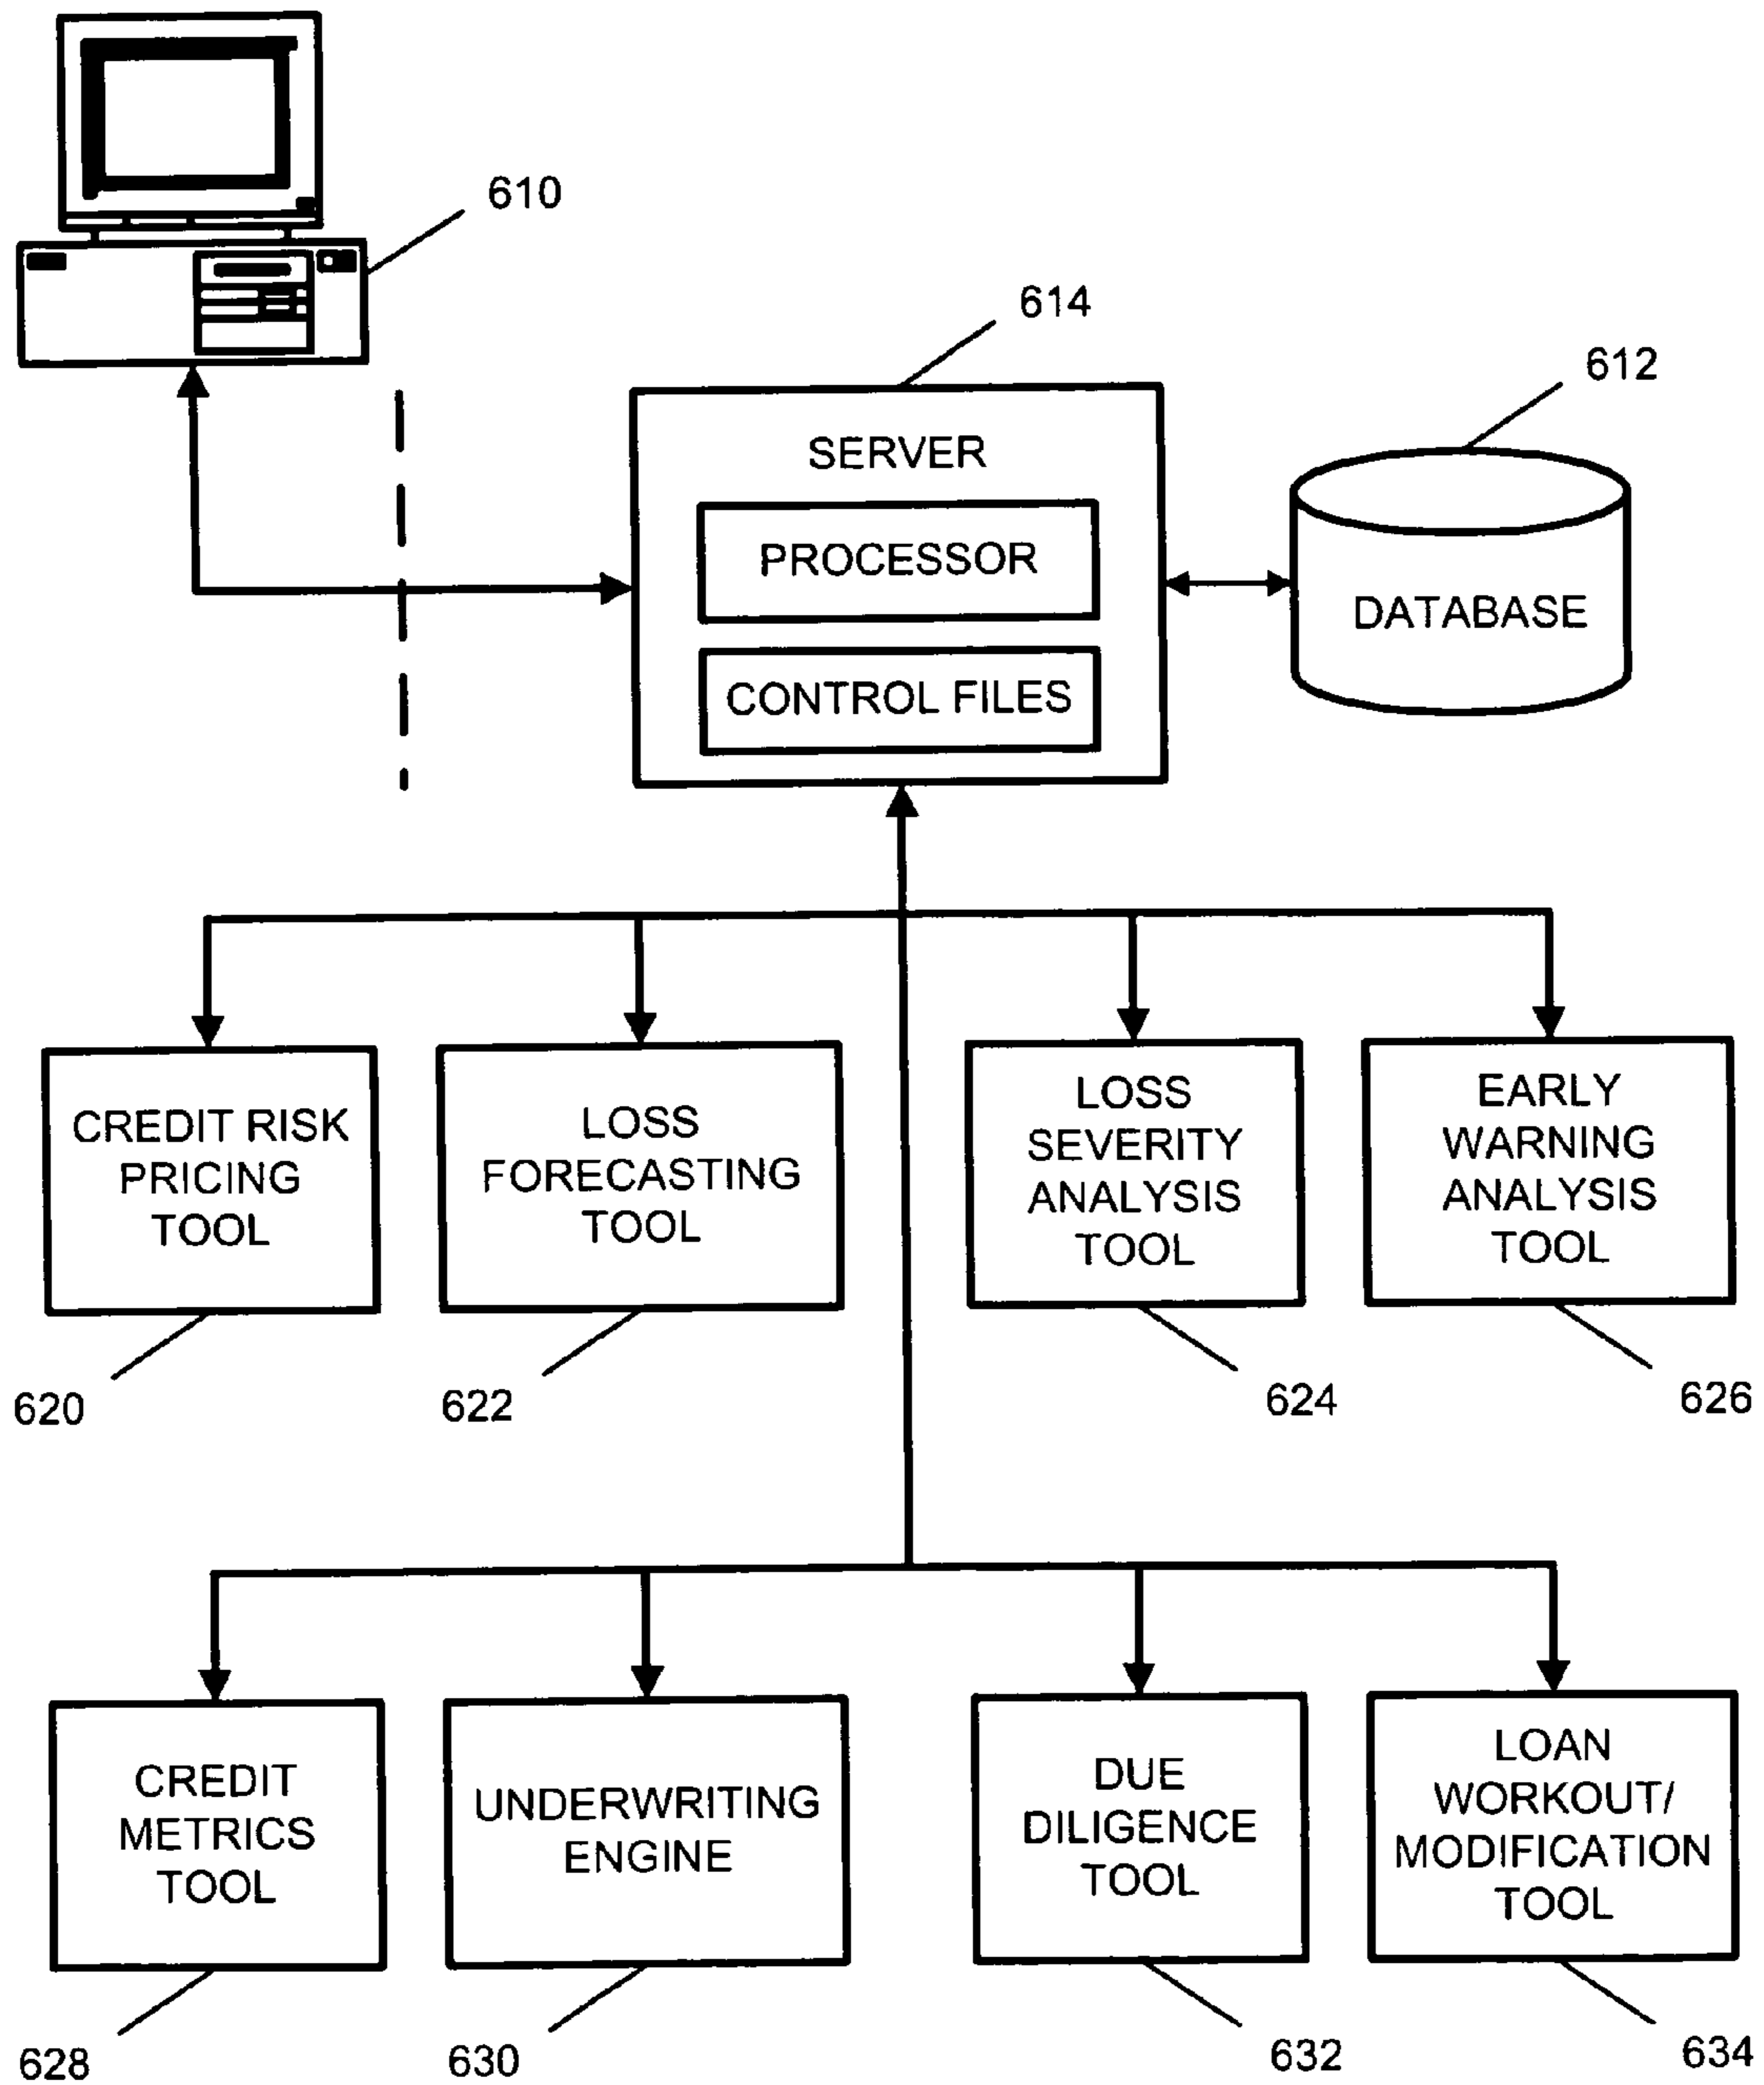 610
614
612
SERVER
PROCESSOR
CONTROL FILES
DATABASE
CREDIT RISK
PRICING
TOOL
LOSS
FORECASTING
TOOL
LOSS
SEVERITY
ANALYSIS
TOOL
EARLY
WARNING
ANALYSIS
TOOL
620
622
624
626
CREDIT
METRICS
TOOL
UNDERWRITING
ENGINE
DUE
DILIGENCE
TOOL
LOAN
WORKOUT/
MODIFICATION
TOOL
628
630
632
634